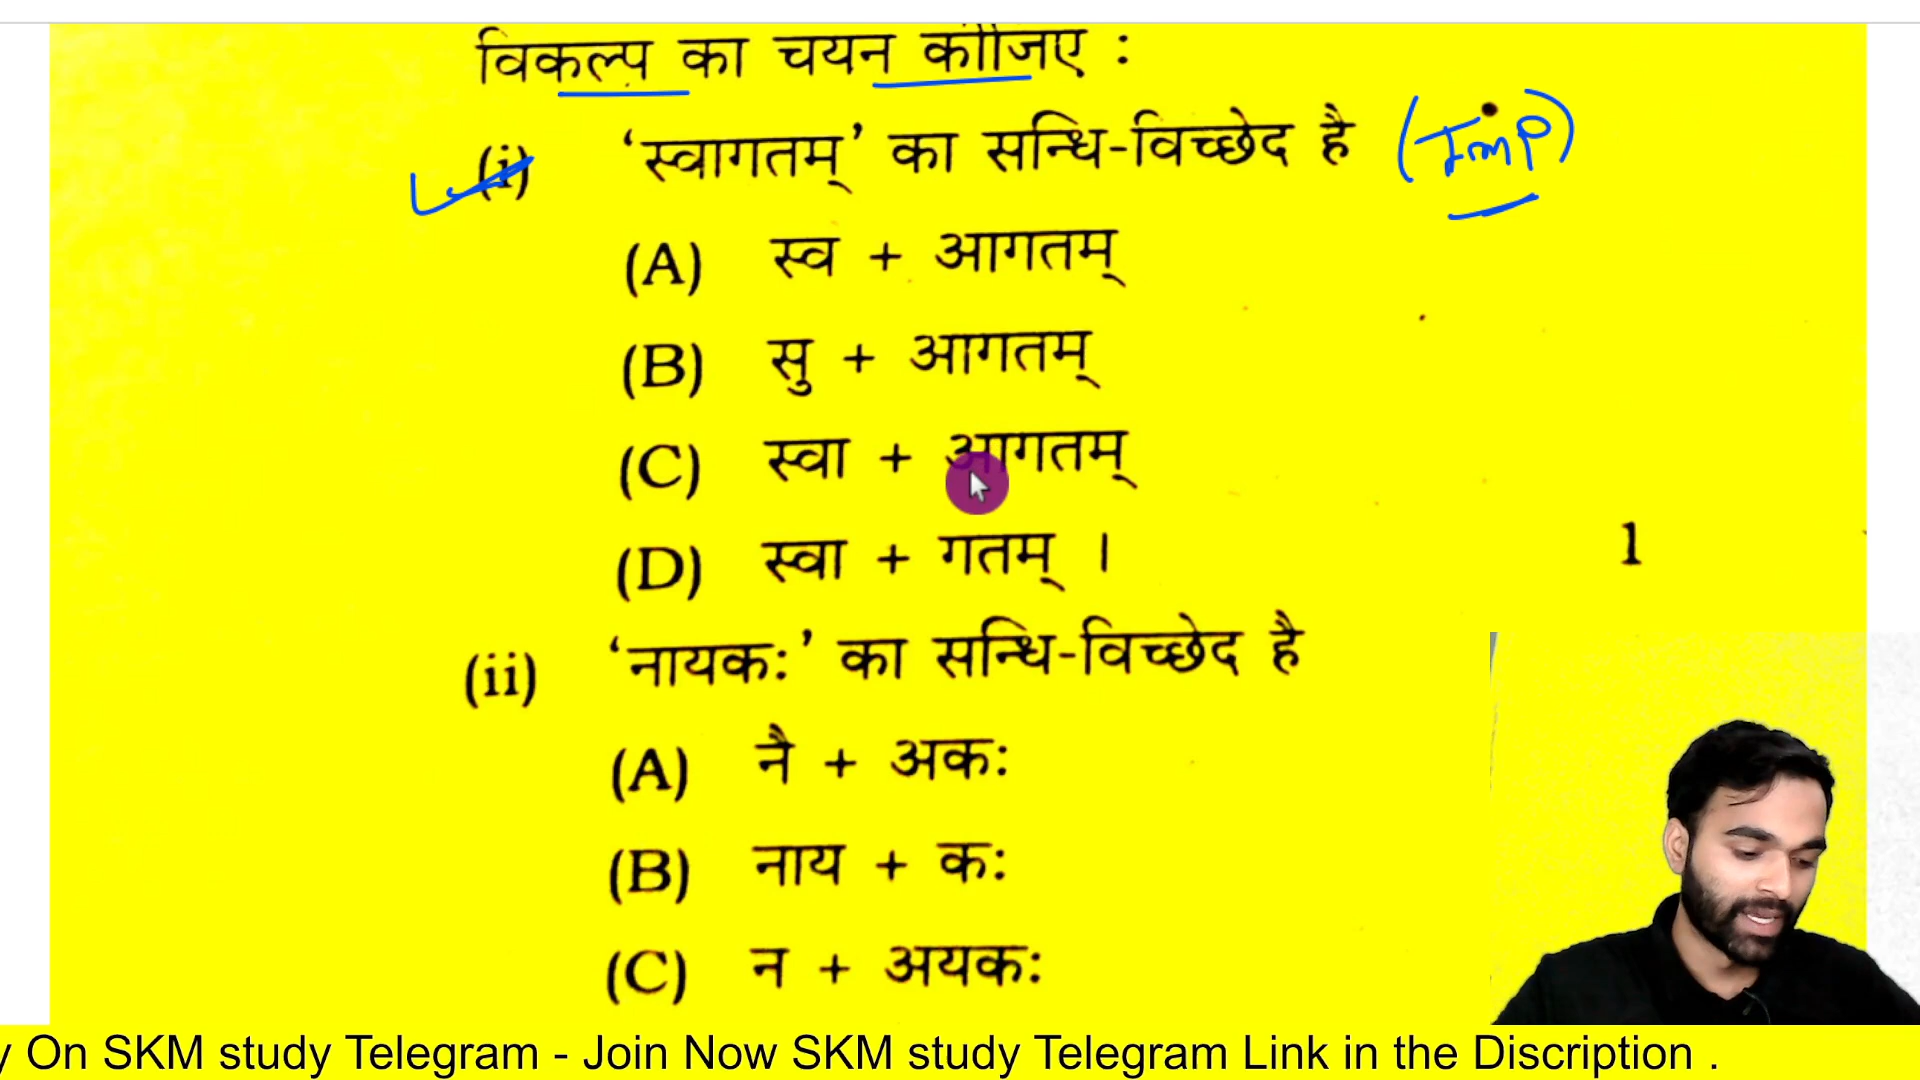 विकल्प का चयन कीजिए :
(i) ‘स्वागतम्’ का सन्धि-विच्छेद है (Imp)
(A) स्व + आगतम्
(B) सु + आगतम्
(C) स्वा + आगतम्
(D) स्वा + गतम् ।
1
(ii) ‘नायकः’ का सन्धि-विच्छेद है
(A) नै + अकः
(B) नाय + कः
(C) न + अयकः
On SKM study Telegram - Join Now SKM study Telegram Link in the Discription .